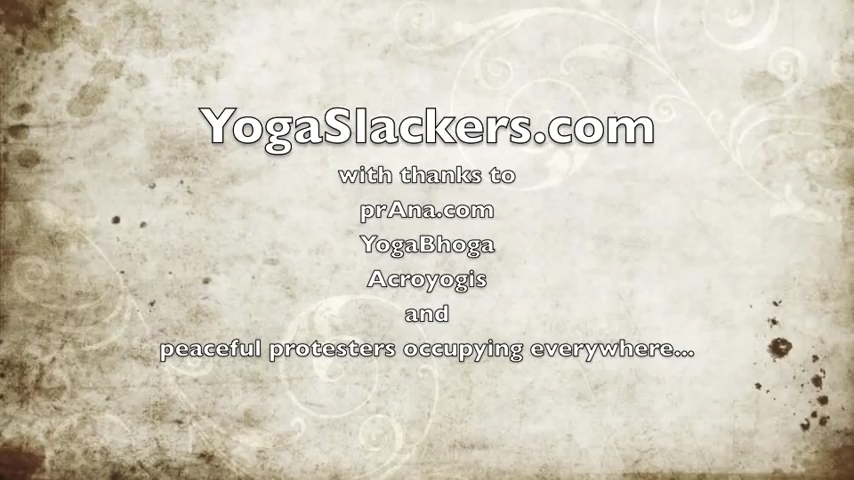 YogaSlackers.com
with thanks to
prAna.com
YogaBhoga
Acroyogis
and
peaceful protesters occupying everywhere...